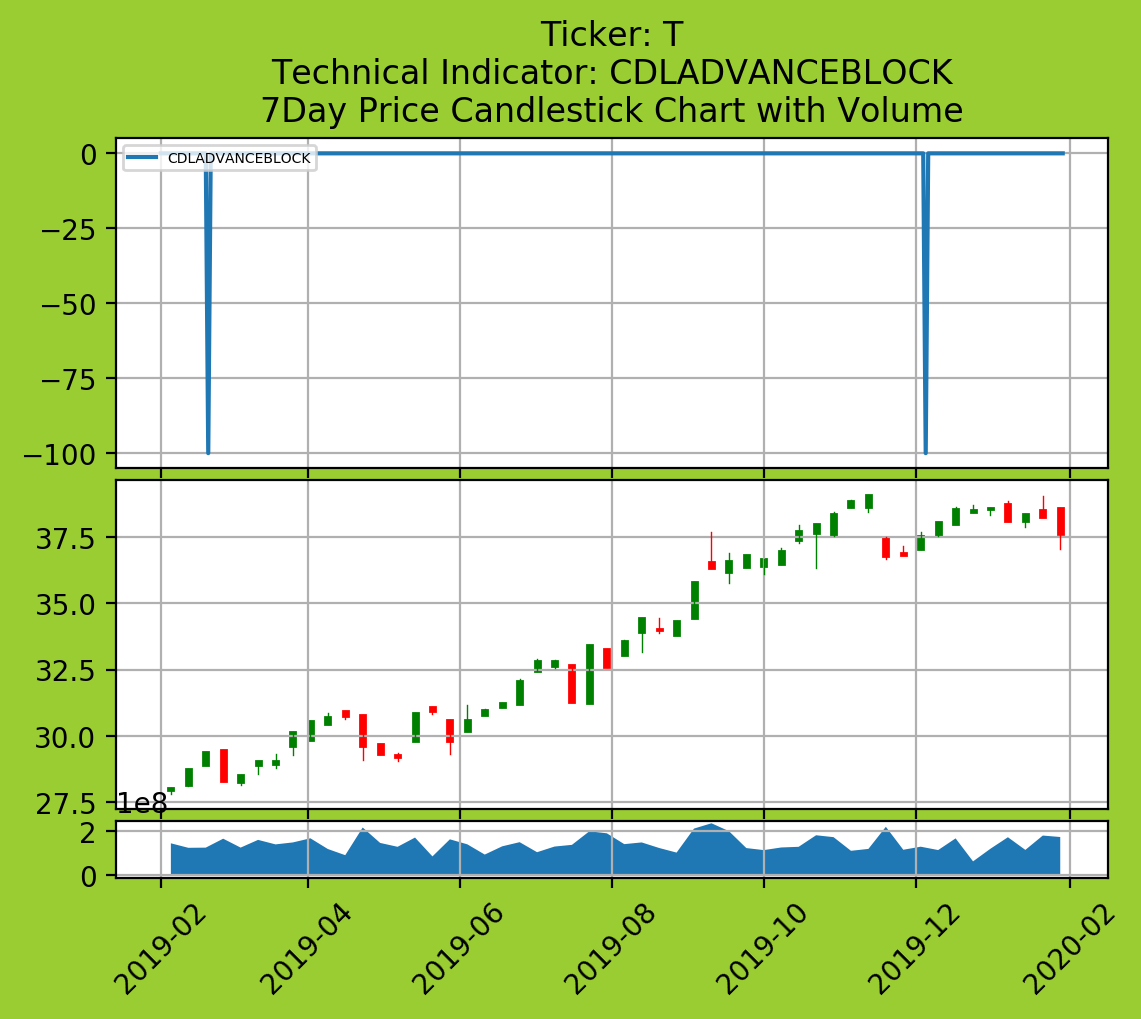 Ticker: T
Technical Indicator: CDLADVANCEBLOCK
7Day Price Candlestick Chart with Volume
CDLADVANCEBLOCK
0
−25
−50
−75
−100
37.5
35.0
32.5
30.0
27.5
1e8
2
0
2019-02 2019-04 2019-06 2019-08 2019-10 2019-12 2020-02